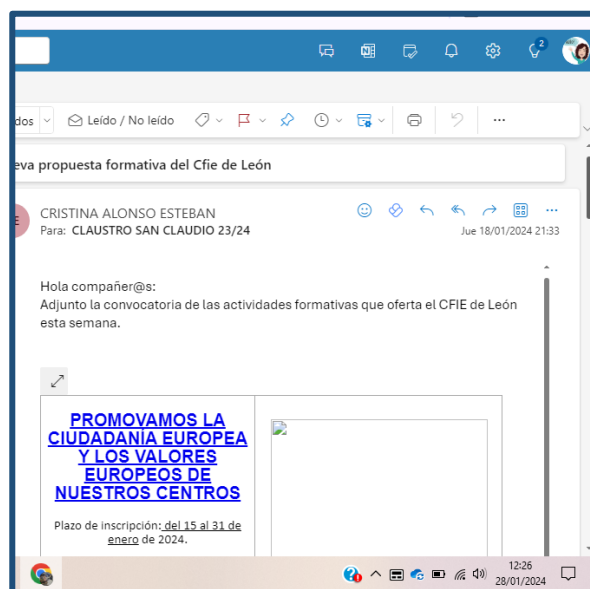 2
dos
Leído / No leído
eva propuesta formativa del Cfie de León
E
CRISTINA ALONSO ESTEBAN
Para: CLAUSTRO SAN CLAUDIO 23/24
Jue 18/01/2024 21:33
Hola compañer@s:
Adjunto la convocatoria de las actividades formativas que oferta el CFIE de León
esta semana.
PROMOVAMOS LA
CIUDADANÍA EUROPEA
Y LOS VALORES
EUROPEOS DE
NUESTROS CENTROS
Plazo de inscripción: del 15 al 31 de
enero de 2024.
12:26
28/01/2024